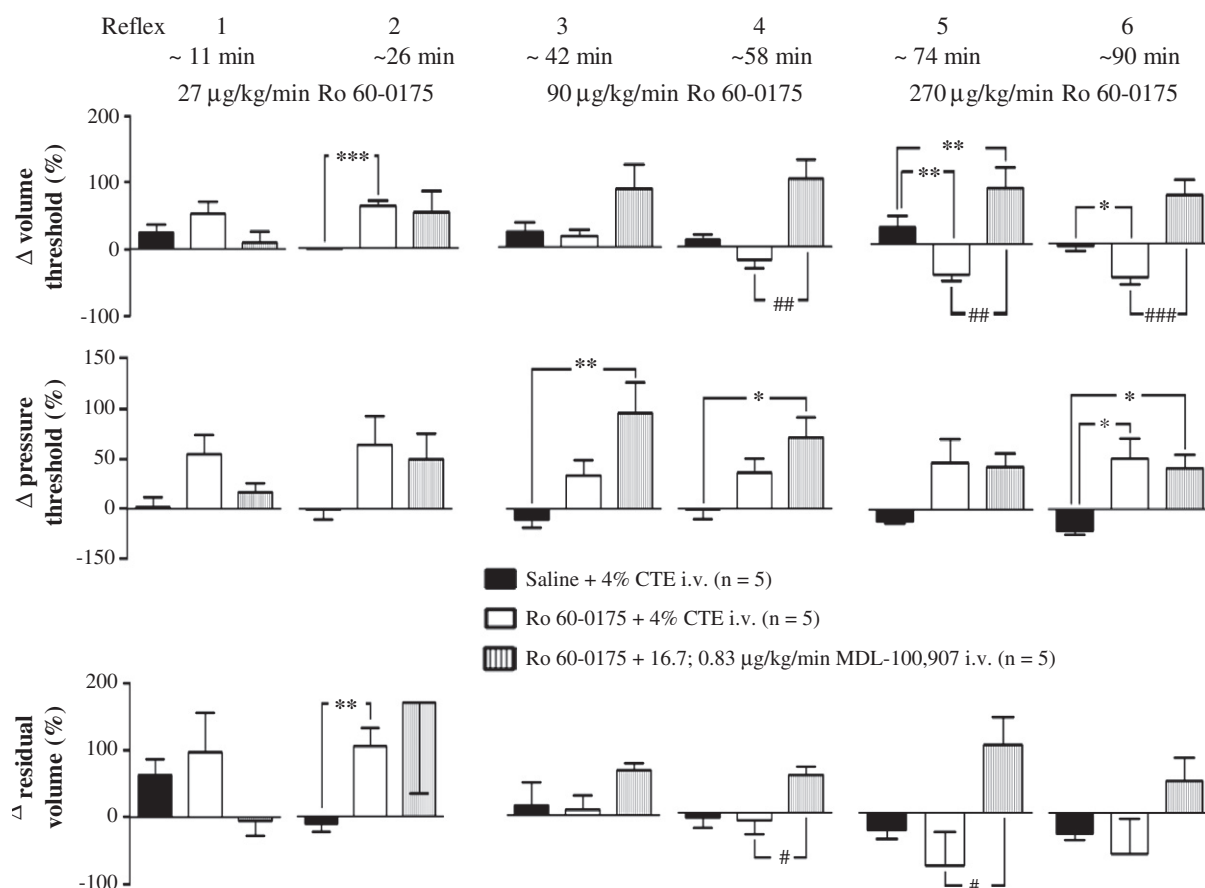 Reflex 1 2 3 4 5 6
~ 11 min ~26 min ~ 42 min ~58 min ~ 74 min ~90 min
27 µg/kg/min Ro 60-0175 90 µg/kg/min Ro 60-0175 270 µg/kg/min Ro 60-0175
Δ volume
threshold (%)
200
100
0
-100
*** ** ** *
## ## ###
Δ pressure
threshold (%)
150
100
50
0
-50
-150
** * * *
Saline + 4% CTE i.v. (n = 5)
Ro 60-0175 + 4% CTE i.v. (n = 5)
Ro 60-0175 + 16.7; 0.83 µg/kg/min MDL-100,907 i.v. (n = 5)
Δ residual
volume (%)
200
100
0
-100
**
# #